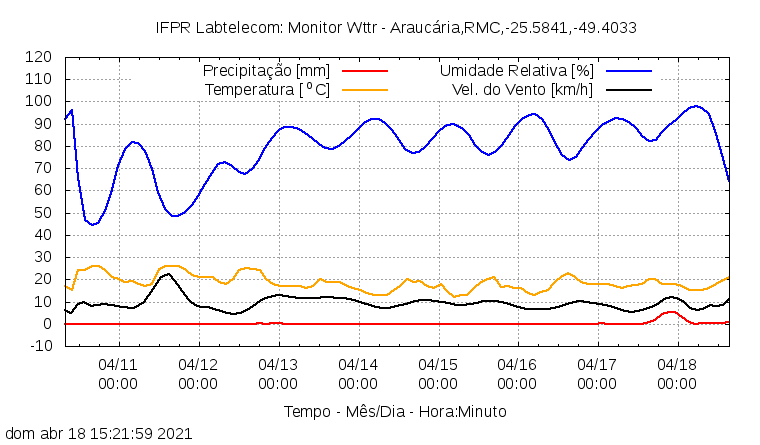 IFPR Labtelecom: Monitor Wttr - Araucária,RMC,-25.5841,-49.4033
120
110
100
90
80
70
60
50
40
30
20
10
0
-10
Precipitação [mm]
Temperatura [ ⁰C]
Umidade Relativa [%]
Vel. do Vento [km/h]
04/11 04/12 04/13 04/14 04/15 04/16 04/17 04/18
00:00 00:00 00:00 00:00 00:00 00:00 00:00 00:00
Tempo - Mês/Dia - Hora:Minuto
dom abr 18 15:21:59 2021